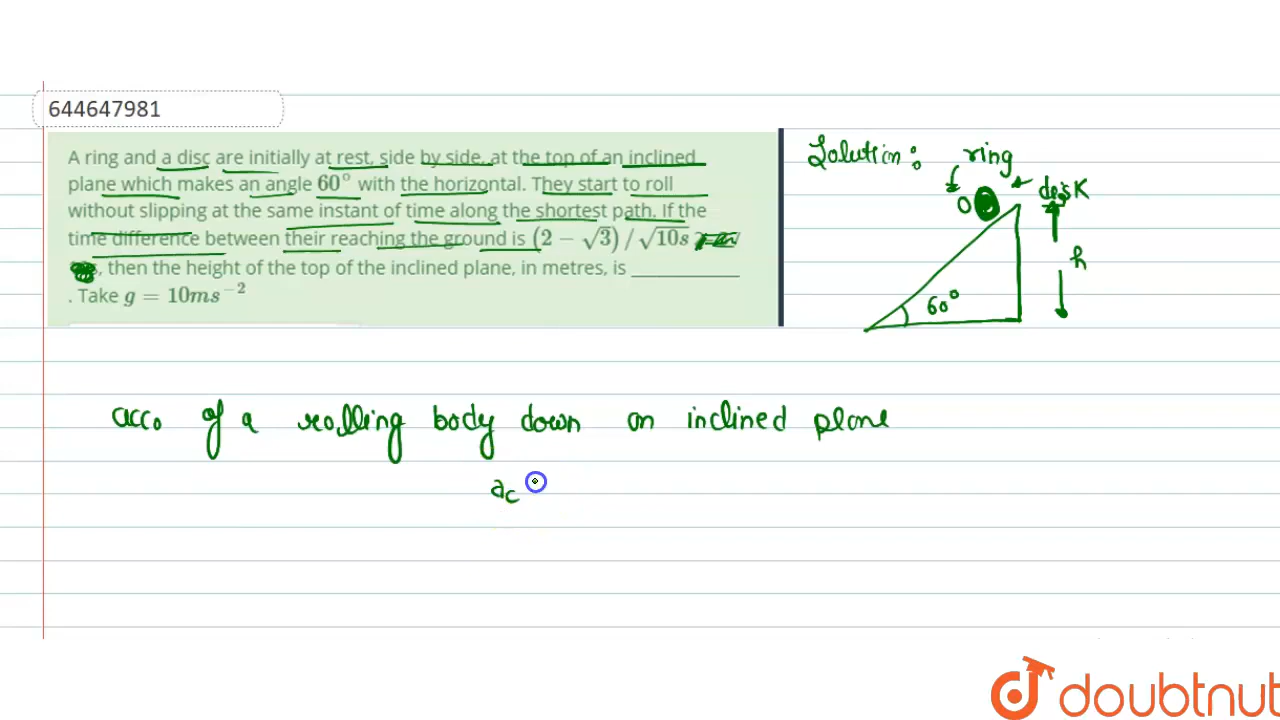 644647981
A ring and a disc are initially at rest, side by side, at the top of an inclined
plane which makes an angle 60° with the horizontal. They start to roll
without slipping at the same instant of time along the shortest path. If the
time difference between their reaching the ground is (2 − √3) / √10s
, then the height of the top of the inclined plane, in metres, is ____________
. Take g = 10ms⁻²
Solution: ring
disk
h
60°
acc. of a rolling body down an inclined plane
ac
doubtnut